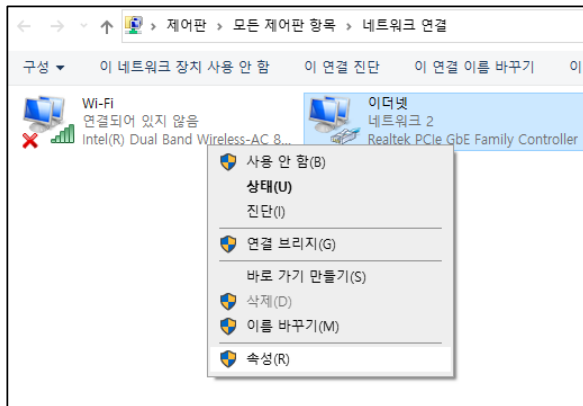 제어판 › 모든 제어판 항목 › 네트워크 연결
구성 이 네트워크 장치 사용 안 함 이 연결 진단 이 연결 이름 바꾸기 이
Wi-Fi
연결되어 있지 않음
Intel(R) Dual Band Wireless-AC 8...
이더넷
네트워크 2
Realtek PCIe GbE Family Controller
사용 안 함(B)
상태(U)
진단(I)
연결 브리지(G)
바로 가기 만들기(S)
삭제(D)
이름 바꾸기(M)
속성(R)